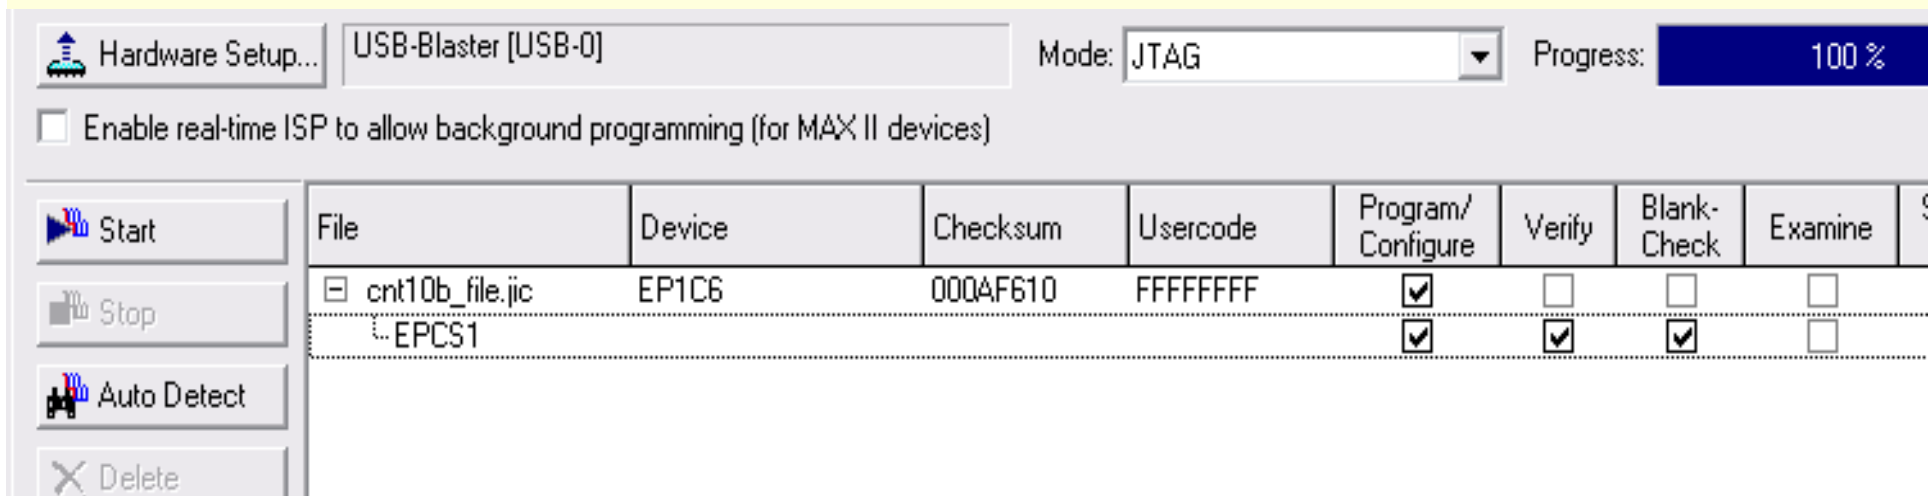 Hardware Setup... USB-Blaster [USB-0] Mode: JTAG Progress: 100 %
Enable real-time ISP to allow background programming (for MAX II devices)
Start
Stop
Auto Detect
Delete
File Device Checksum Usercode Program/ Configure Verify Blank- Check Examine
cnt10b_file.jic EP1C6 000AF610 FFFFFFFF
EPCS1